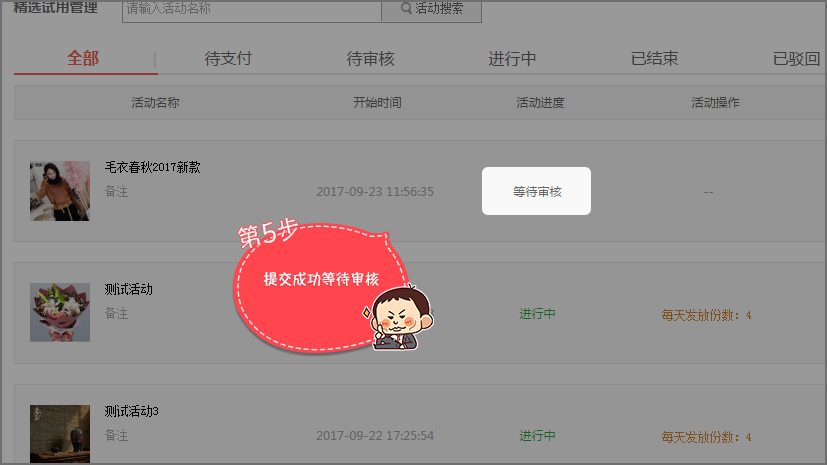 精选试用管理 请输入活动名称 活动搜索
全部 待支付 待审核 进行中 已结束 已驳回
活动名称 开始时间 活动进度 活动操作
毛衣春秋2017新款
备注 2017-09-23 11:56:35 等待审核 --
第5步
提交成功等待审核
测试活动
备注 进行中 每天发放份数：4
测试活动3
备注 2017-09-22 17:25:54 进行中 每天发放份数：4